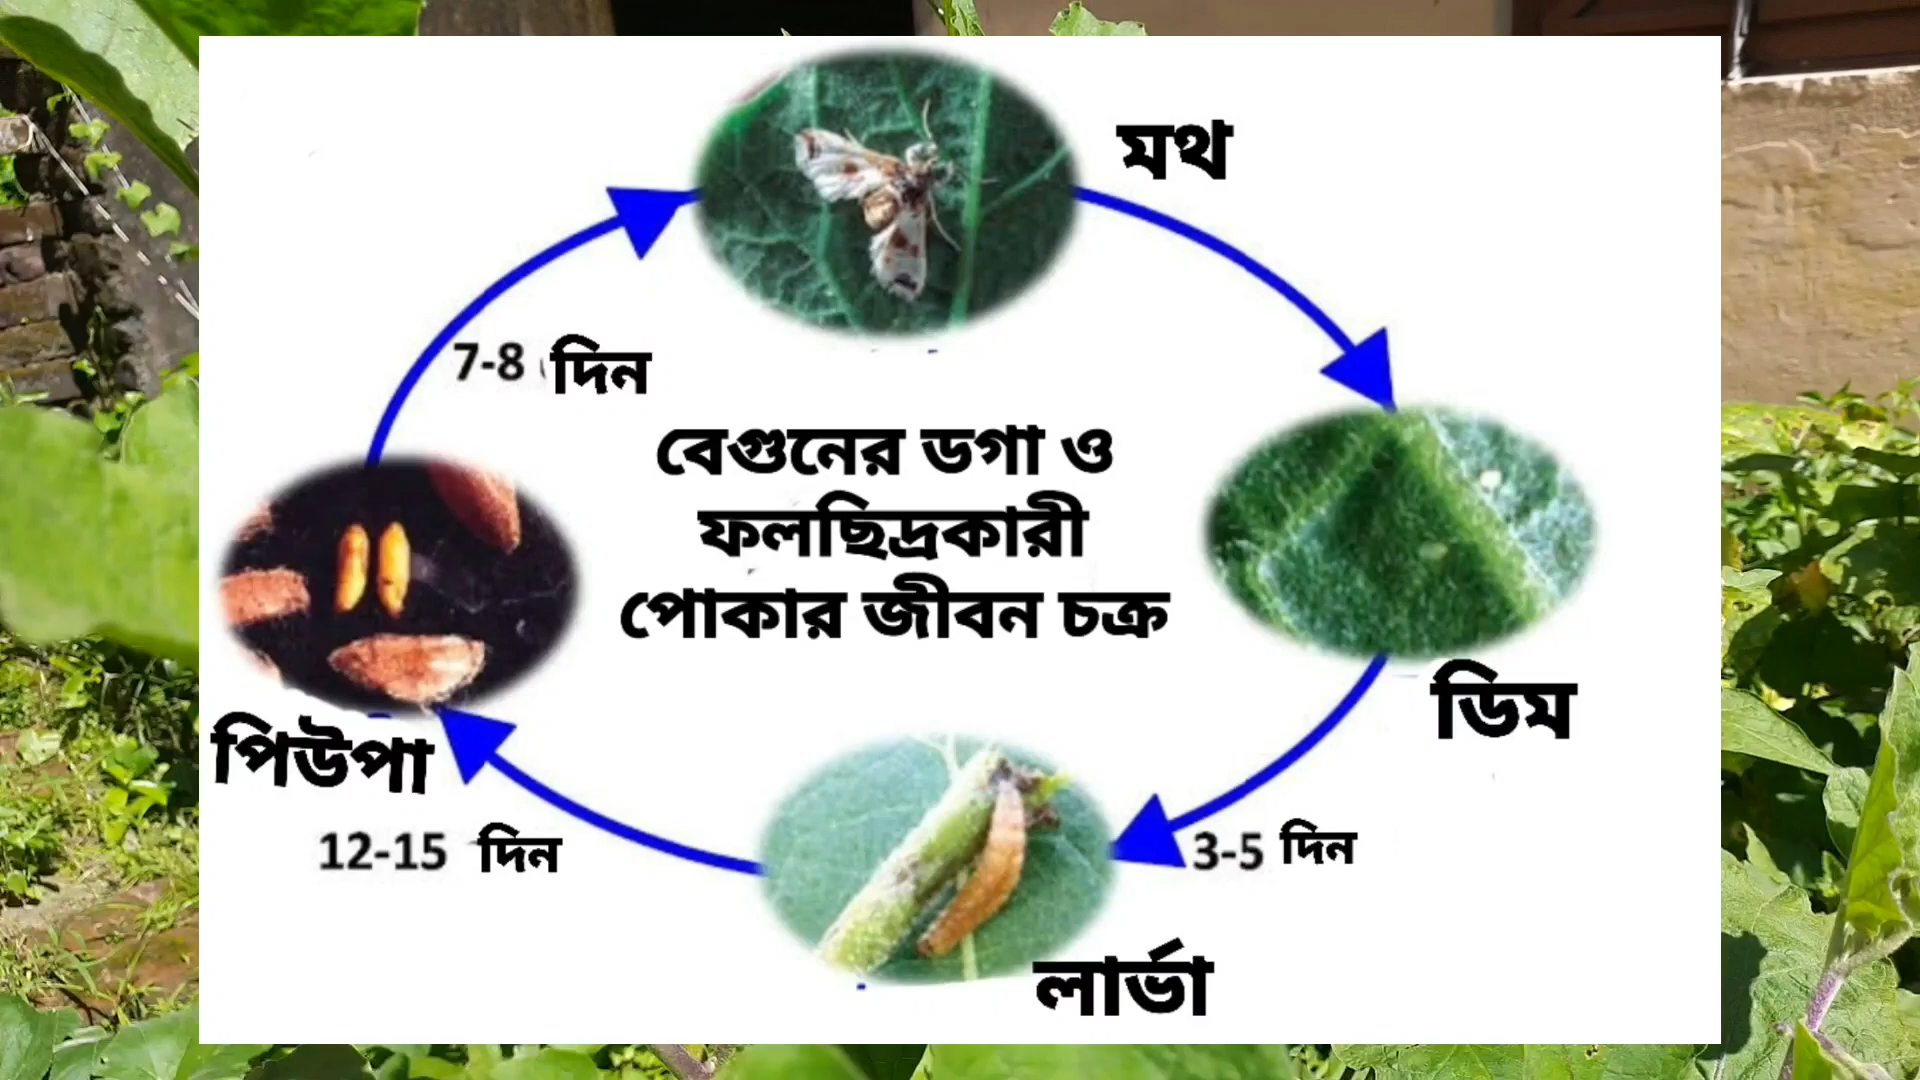 মথ
7-8 দিন
বেগুনের ডগা ও
ফলছিদ্রকারী
পোকার জীবন চক্র
ডিম
পিউপা
12-15 দিন
3-5 দিন
লার্ভা